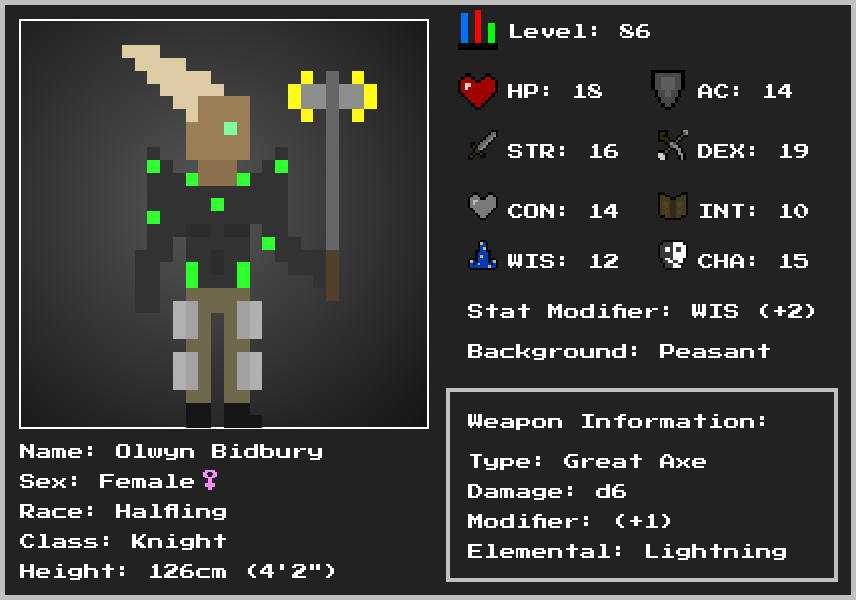 Level: 86
HP: 18
AC: 14
STR: 16
DEX: 19
CON: 14
INT: 10
WIS: 12
CHA: 15
Stat Modifier: WIS (+2)
Background: Peasant
Weapon Information:
Type: Great Axe
Damage: d6
Modifier: (+1)
Elemental: Lightning
Name: Olwyn Bidbury
Sex: Female♀
Race: Halfling
Class: Knight
Height: 126cm (4'2")